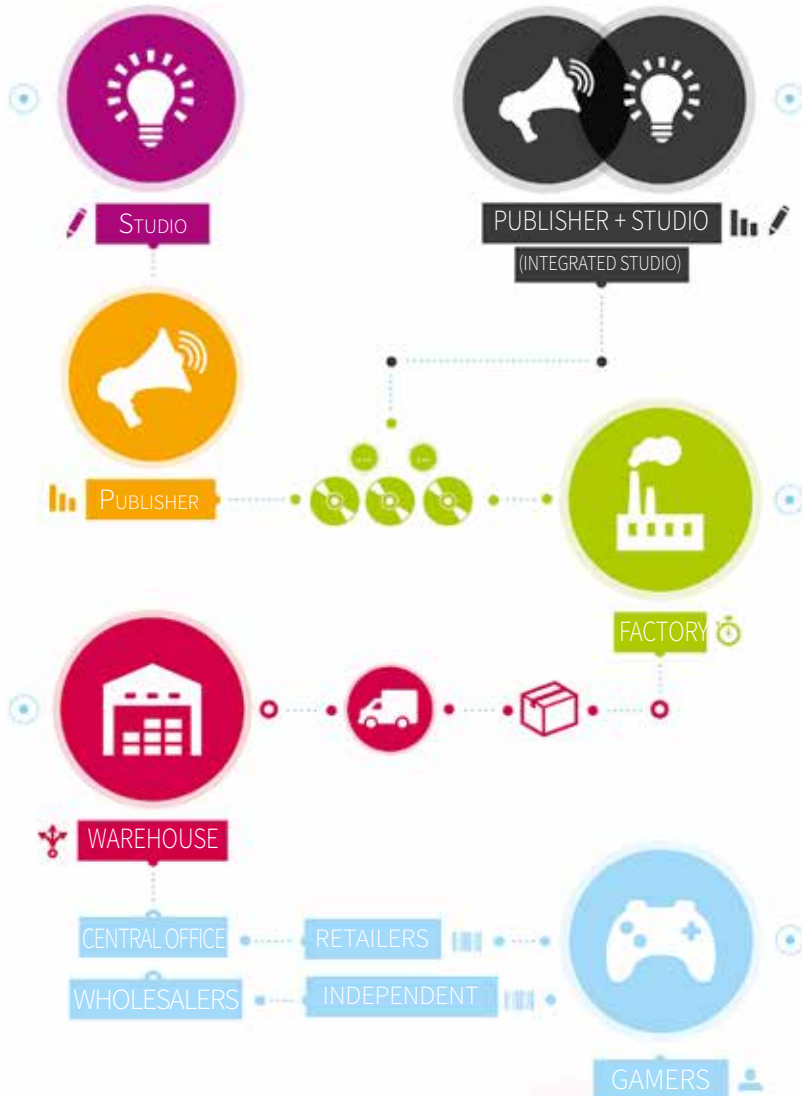 STUDIO
PUBLISHER + STUDIO
(INTEGRATED STUDIO)
PUBLISHER
FACTORY
WAREHOUSE
CENTRAL OFFICE
RETAILERS
WHOLESALERS
INDEPENDENT
GAMERS